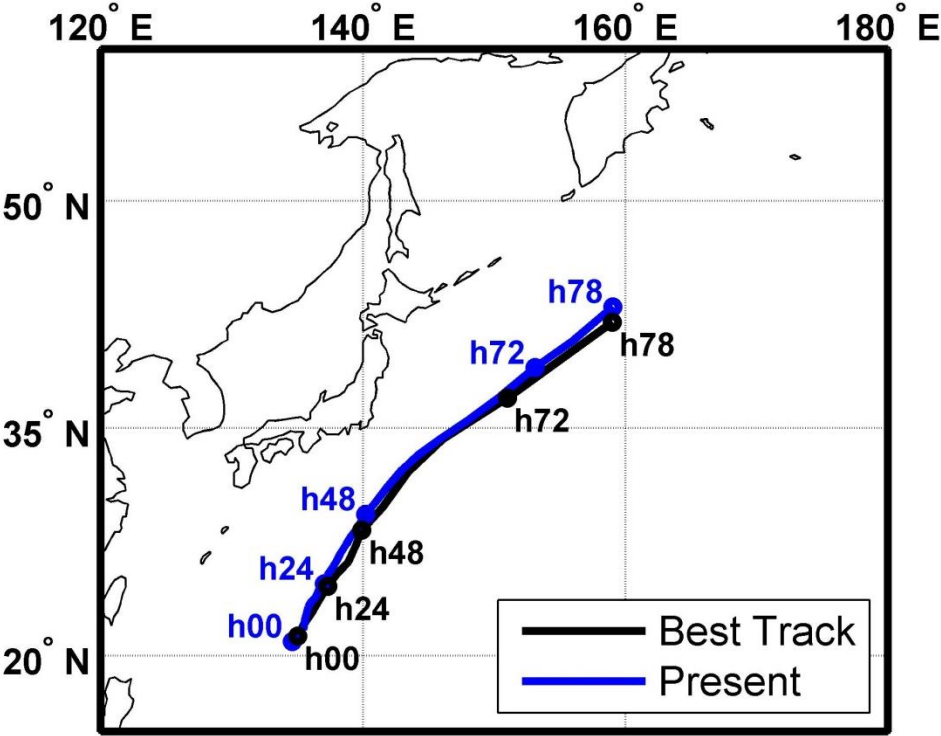 120° E 140° E 160° E 180° E
50° N
h78
h78
h72
h72
35° N
h48
h48
h24
h24
h00
h00
20° N
Best Track
Present